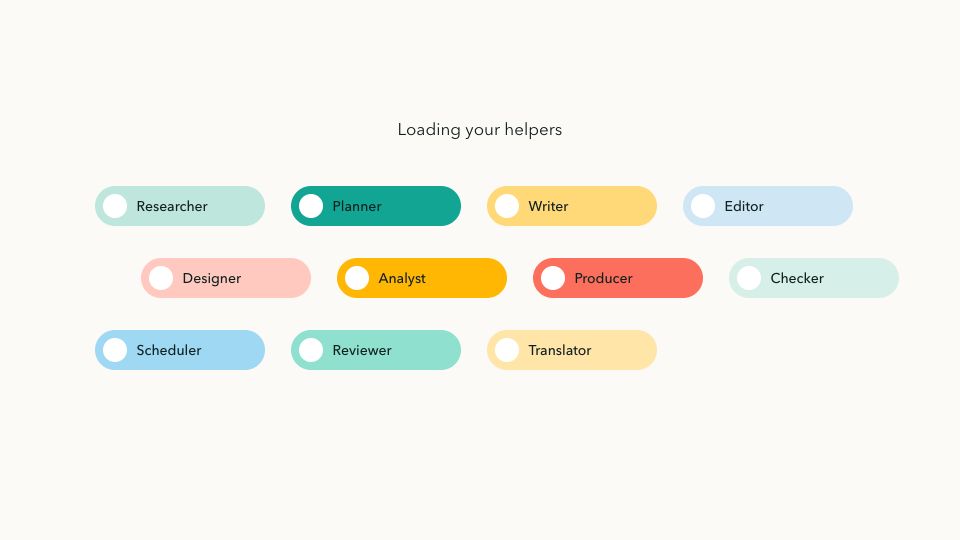 Loading your helpers
Researcher Planner Writer Editor
Designer Analyst Producer Checker
Scheduler Reviewer Translator